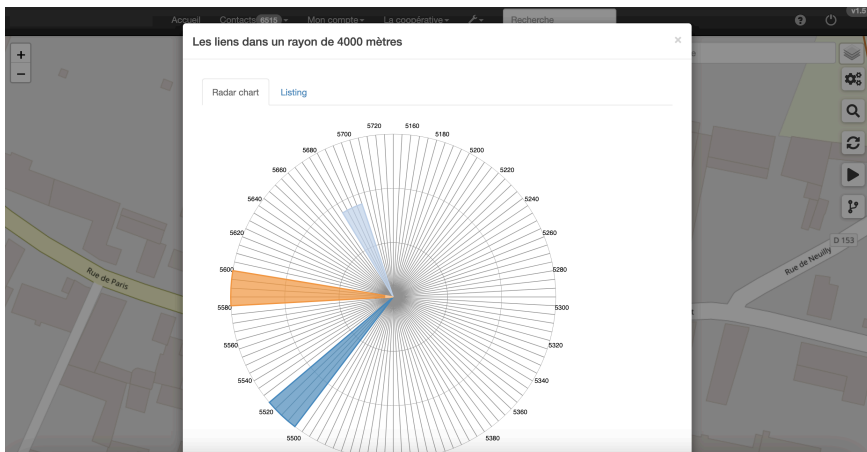 v1.5
Accueil Contacts 6515 Mon compte La coopérative Recherche
Les liens dans un rayon de 4000 mètres
×
+
−
Radar chart Listing
5720 5160
5700 5180
5680 5200
5660 5220
5640 5240
5620 5260
5600 5280
5580 5300
5560 5320
5540 5340
5520 5360
5500 5380
Rue de Paris
D 153
Rue de Neuilly